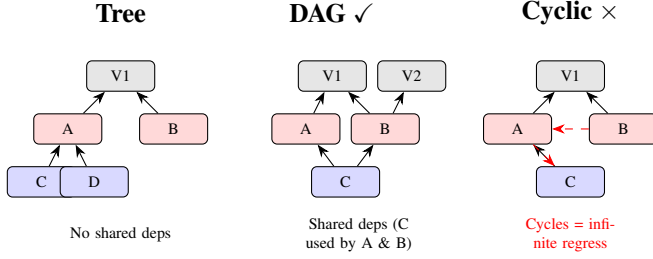 Tree
DAG ✓
Cyclic ×
V1
V1
V2
V1
A
B
A
B
A
B
C
D
C
C
No shared deps
Shared deps (C
used by A & B)
Cycles = infi-
nite regress